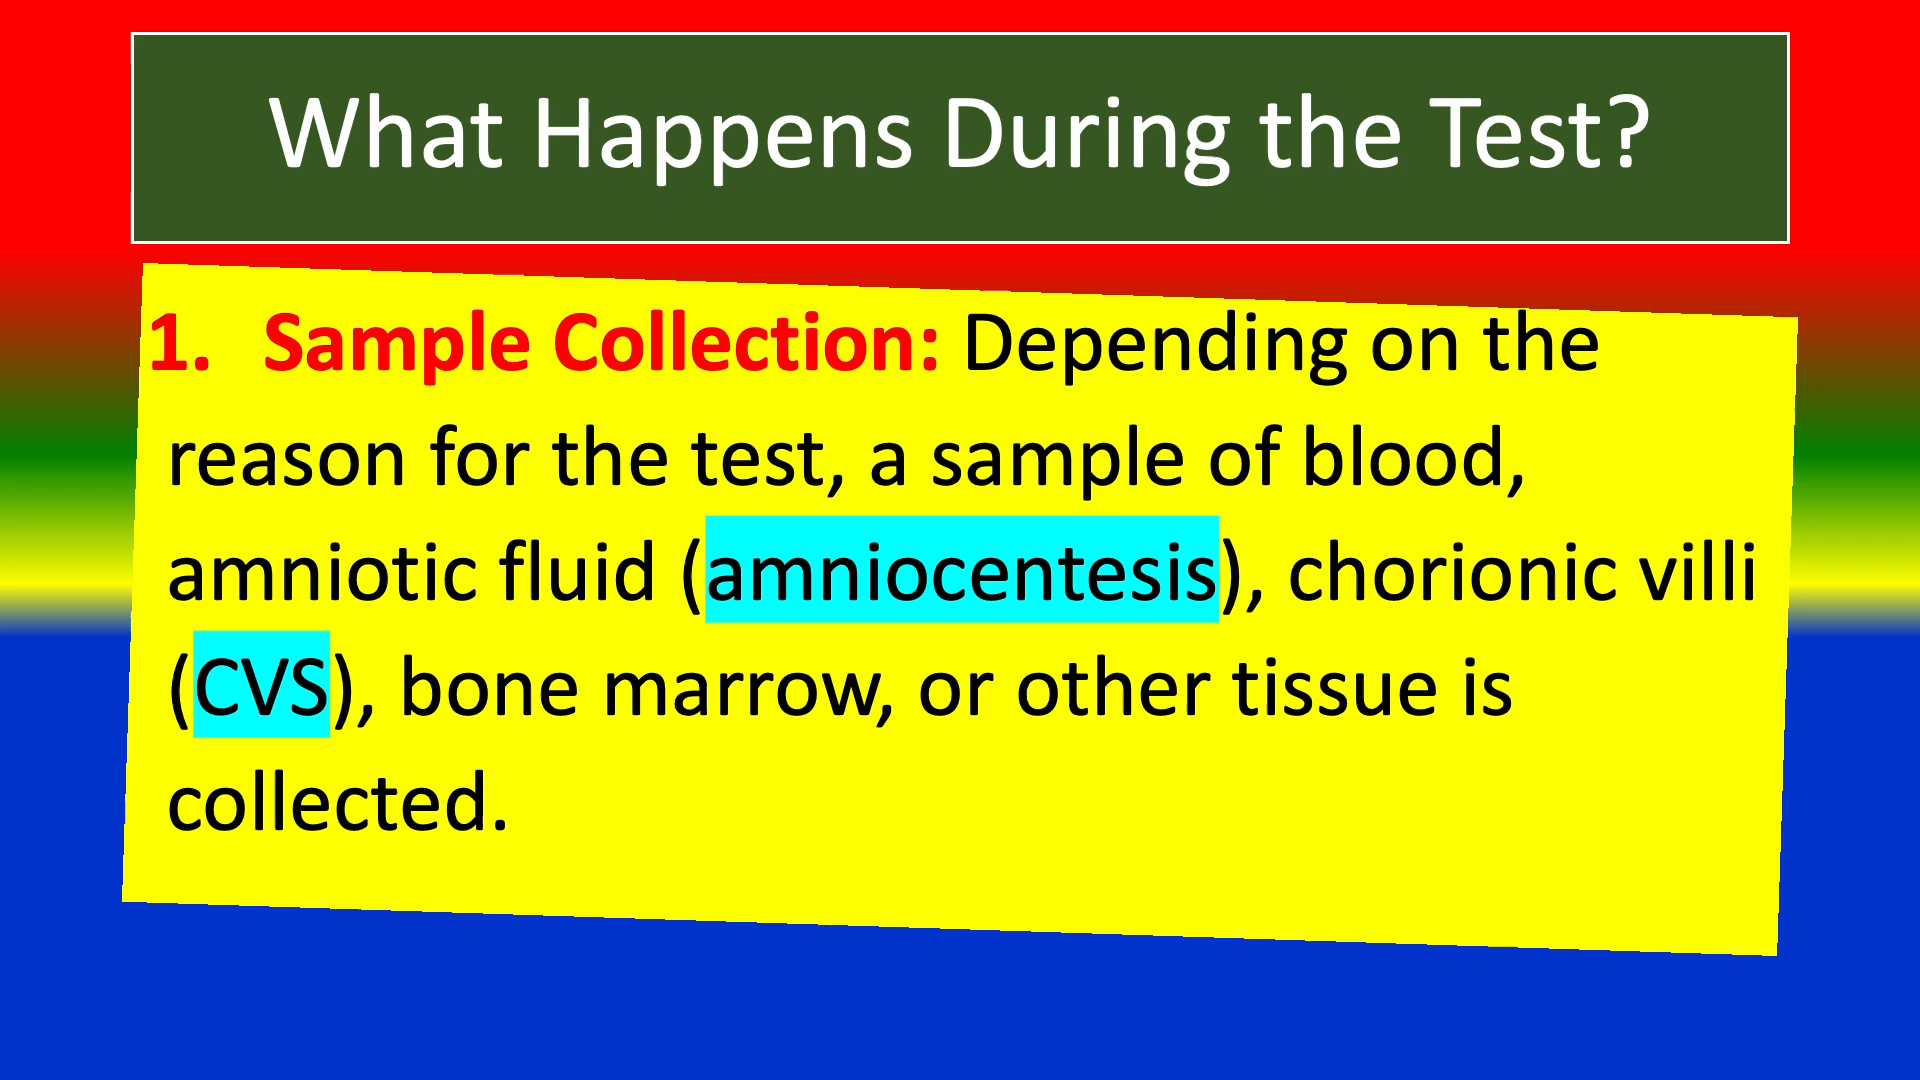 What Happens During the Test?
1. Sample Collection: Depending on the
reason for the test, a sample of blood,
amniotic fluid (amniocentesis), chorionic villi
(CVS), bone marrow, or other tissue is
collected.